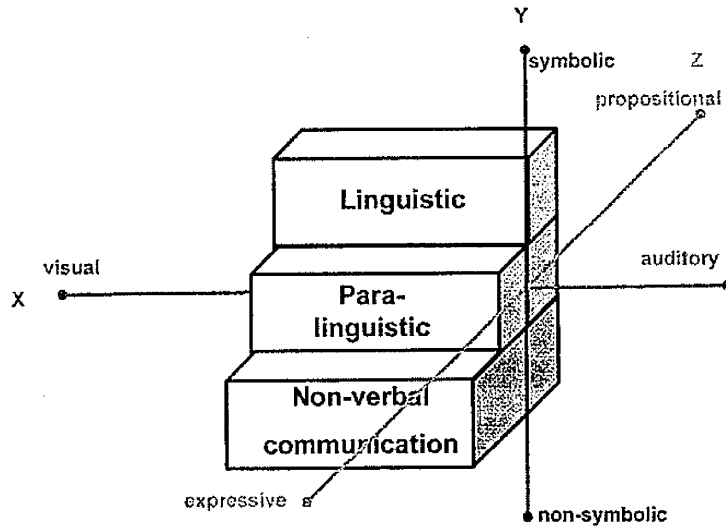 Y
symbolic
Z
propositional
Linguistic
visual
auditory
X
Para-
linguistic
Non-verbal
communication
expressive
non-symbolic